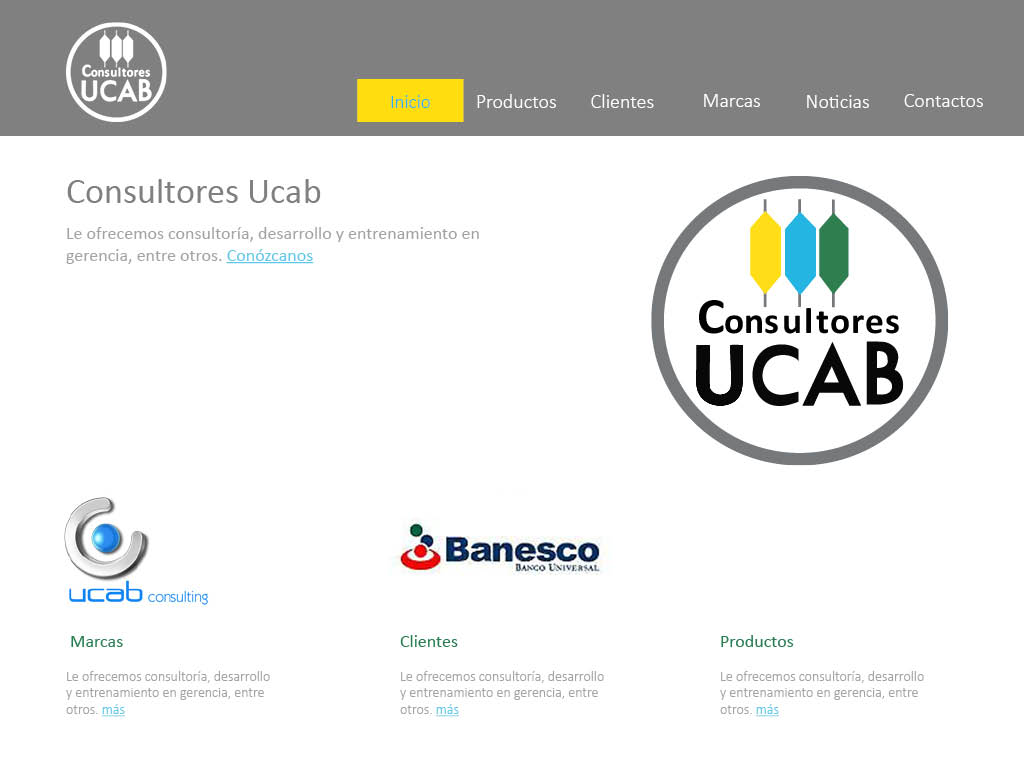 Consultores
UCAB
Inicio Productos Clientes Marcas Noticias Contactos
Consultores Ucab
Le ofrecemos consultoría, desarrollo y entrenamiento en
gerencia, entre otros. Conózcanos
Consultores
UCAB
ucab consulting
Banesco
BANCO UNIVERSAL
Marcas
Le ofrecemos consultoría, desarrollo
y entrenamiento en gerencia, entre
otros. más
Clientes
Le ofrecemos consultoría, desarrollo
y entrenamiento en gerencia, entre
otros. más
Productos
Le ofrecemos consultoría, desarrollo
y entrenamiento en gerencia, entre
otros. más